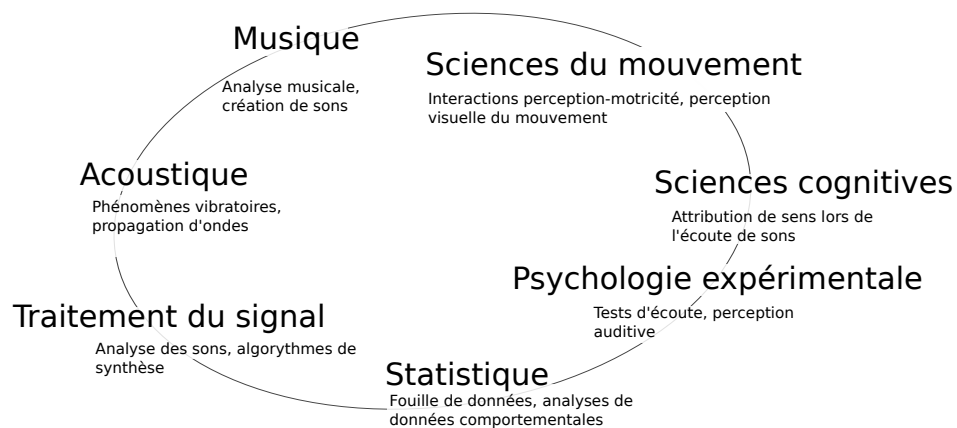 Musique
Analyse musicale,
création de sons
Sciences du mouvement
Interactions perception-motricité, perception
visuelle du mouvement
Acoustique
Phénomènes vibratoires,
propagation d'ondes
Sciences cognitives
Attribution de sens lors de
l'écoute de sons
Psychologie expérimentale
Tests d'écoute, perception
auditive
Traitement du signal
Analyse des sons, algorythmes de
synthèse
Statistique
Fouille de données, analyses de
données comportementales